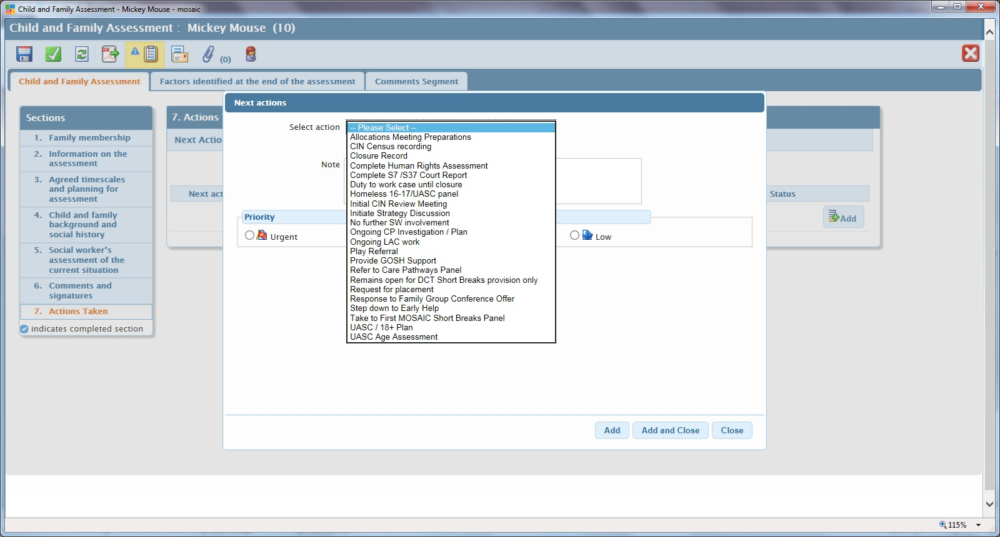 Child and Family Assessment - Mickey Mouse - mosaic
Child and Family Assessment : Mickey Mouse (10)
(0)
Child and Family Assessment
Factors identified at the end of the assessment
Comments Segment
Sections
1. Family membership
2. Information on the
assessment
3. Agreed timescales
and planning for
assessment
4. Child and family
background and
social history
5. Social worker's
assessment of the
current situation
6. Comments and
signatures
7. Actions Taken
indicates completed section
7. Actions
Next Actio
Next act
Status
Add
Next actions
Select action
-- Please Select --
Allocations Meeting Preparations
CIN Census recording
Closure Record
Complete Human Rights Assessment
Complete S7 /S37 Court Report
Duty to work case until closure
Homeless 16-17/UASC panel
Initial CIN Review Meeting
Initiate Strategy Discussion
No further SW involvement
Ongoing CP Investigation / Plan
Ongoing LAC work
Play Referral
Provide GOSH Support
Refer to Care Pathways Panel
Remains open for DCT Short Breaks provision only
Request for placement
Response to Family Group Conference Offer
Step down to Early Help
Take to First MOSAIC Short Breaks Panel
UASC / 18+ Plan
UASC Age Assessment
Note
Priority
Urgent
Low
Add
Add and Close
Close
115%